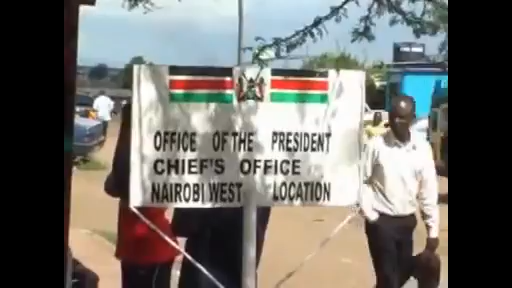 OFFICE OF THE PRESIDENT
CHIEF'S OFFICE
NAIROBI WEST LOCATION